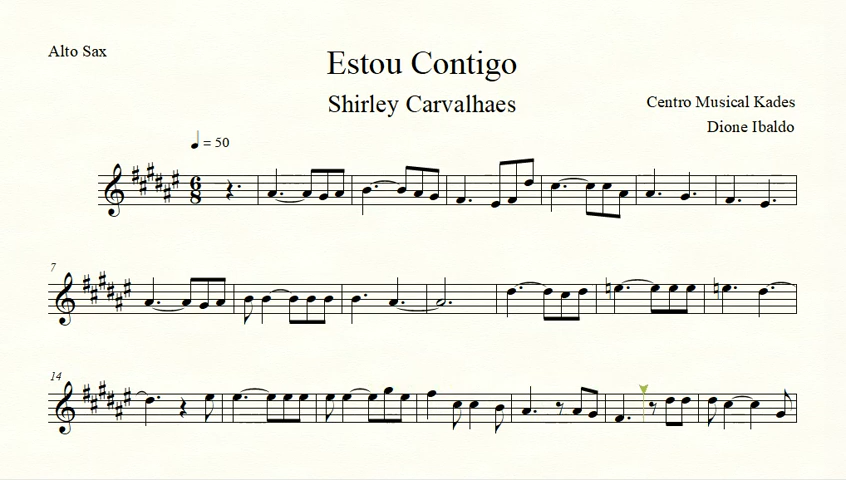 Alto Sax
Estou Contigo
Shirley Carvalhaes
Centro Musical Kades
Dione Ibaldo
= 50
6
8
7
14